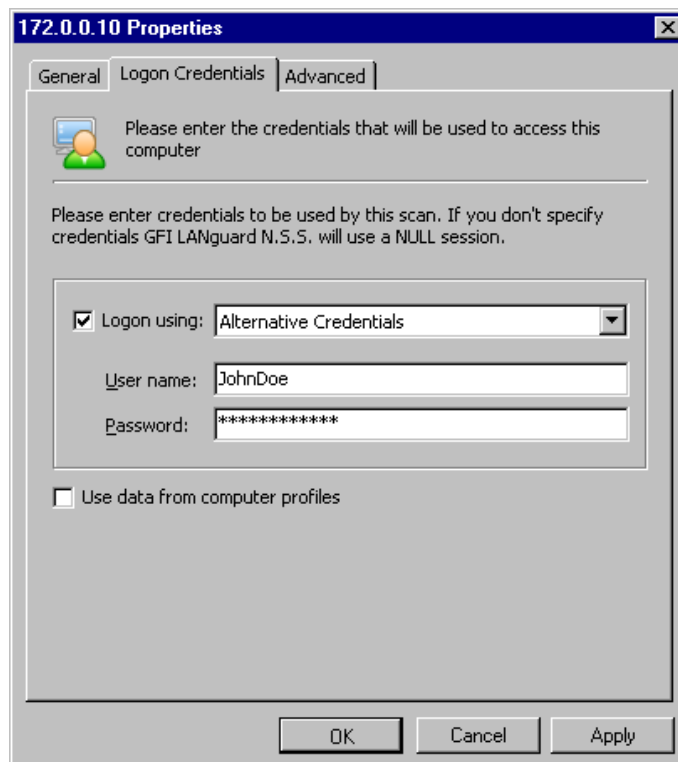 172.0.0.10 Properties
General Logon Credentials Advanced
Please enter the credentials that will be used to access this
computer
Please enter credentials to be used by this scan. If you don't specify
credentials GFI LANguard N.S.S. will use a NULL session.
Logon using: Alternative Credentials
User name: JohnDoe
Password: ************
Use data from computer profiles
OK Cancel Apply